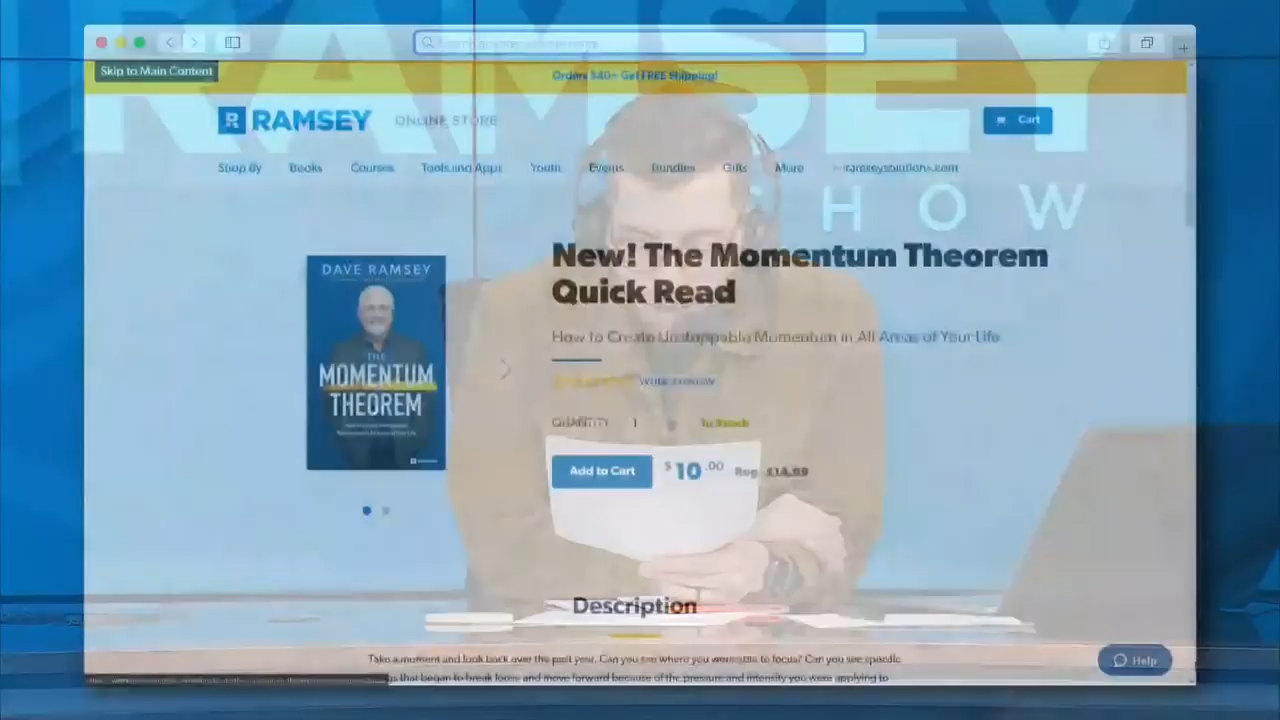 RAMSEY
SHOW
Skip to Main Content
Orders $40+ Get FREE Shipping!
RAMSEY ONLINE STORE
Cart
Shop By Books Courses Tools and Apps Youth Events Bundles Gifts More ramseysolutions.com
DAVE RAMSEY
THE
MOMENTUM
THEOREM
New! The Momentum Theorem
Quick Read
How to Create Unstoppable Momentum in All Areas of Your Life
Write a review
QUANTITY 1 In Stock
Add to Cart $10.00 Reg. $14.99
Description
Take a moment and look back over the past year. Can you see where you were able to focus? Can you see specific
that began to break loose and move forward because of the pressure and intensity you were applying to
Help